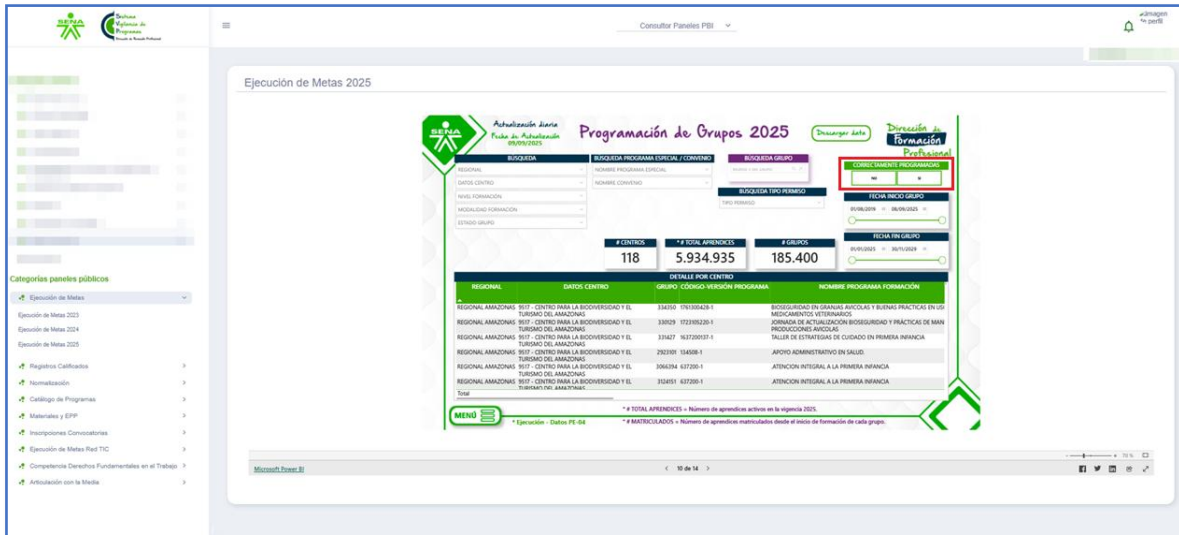 SENA
Sistema
Vigilancia de
Programas
Dirección de Formación Profesional
Consultor Paneles PBI
Imagen
de perfil
Ejecución de Metas 2025
SENA
Actualización diaria
Fecha de Actualización
09/09/2025
Programación de Grupos 2025
Descargar data
Dirección de
Formación
Profesional
BÚSQUEDA
REGIONAL
DATOS CENTRO
NIVEL FORMACIÓN
MODALIDAD FORMACIÓN
ESTADO GRUPO
BÚSQUEDA PROGRAMA ESPECIAL / CONVENIO
NOMBRE PROGRAMA ESPECIAL
NOMBRE CONVENIO
BÚSQUEDA GRUPO
BÚSQUEDA TIPO PERMISO
TIPO PERMISO
CORRECTAMENTE PROGRAMADAS
NO SI
FECHA INICIO GRUPO
01/08/2019 08/09/2025
FECHA FIN GRUPO
01/01/2025 30/11/2029
# CENTROS
118
* # TOTAL APRENDICES
5.934.935
# GRUPOS
185.400
DETALLE POR CENTRO
REGIONAL DATOS CENTRO GRUPO CÓDIGO-VERSIÓN PROGRAMA NOMBRE PROGRAMA FORMACIÓN
REGIONAL AMAZONAS 9517 - CENTRO PARA LA BIODIVERSIDAD Y EL 334350 1761300428-1 BIOSEGURIDAD EN GRANJAS AVICOLAS Y BUENAS PRACTICAS EN US
TURISMO DEL AMAZONAS MEDICAMENTOS VETERINARIOS
REGIONAL AMAZONAS 9517 - CENTRO PARA LA BIODIVERSIDAD Y EL 330129 1723105220-1 JORNADA DE ACTUALIZACIÓN BIOSEGURIDAD Y PRÁCTICAS DE MAN
TURISMO DEL AMAZONAS PRODUCCIONES AVICOLAS
REGIONAL AMAZONAS 9517 - CENTRO PARA LA BIODIVERSIDAD Y EL 331427 1637200137-1 TALLER DE ESTRATEGIAS DE CUIDADO EN PRIMERA INFANCIA
TURISMO DEL AMAZONAS
REGIONAL AMAZONAS 9517 - CENTRO PARA LA BIODIVERSIDAD Y EL 2923101 134508-1 .APOYO ADMINISTRATIVO EN SALUD.
TURISMO DEL AMAZONAS
REGIONAL AMAZONAS 9517 - CENTRO PARA LA BIODIVERSIDAD Y EL 3066394 637200-1 .ATENCION INTEGRAL A LA PRIMERA INFANCIA
TURISMO DEL AMAZONAS
REGIONAL AMAZONAS 9517 - CENTRO PARA LA BIODIVERSIDAD Y EL 3124151 637200-1 .ATENCION INTEGRAL A LA PRIMERA INFANCIA
TURISMO DEL AMAZONAS
Total
MENÚ
* Ejecución - Datos PE-04
* # TOTAL APRENDICES = Número de aprendices activos en la vigencia 2025.
* # MATRICULADOS = Número de aprendices matriculados desde el inicio de formación de cada grupo.
Microsoft Power BI
10 de 14
Categorías paneles públicos
Ejecución de Metas
Ejecución de Metas 2023
Ejecución de Metas 2024
Ejecución de Metas 2025
Registros Calificados
Normalización
Catálogo de Programas
Materiales y EPP
Inscripciones Convocatorias
Ejecución de Metas Red TIC
Competencia Derechos Fundamentales en el Trabajo
Articulación con la Media